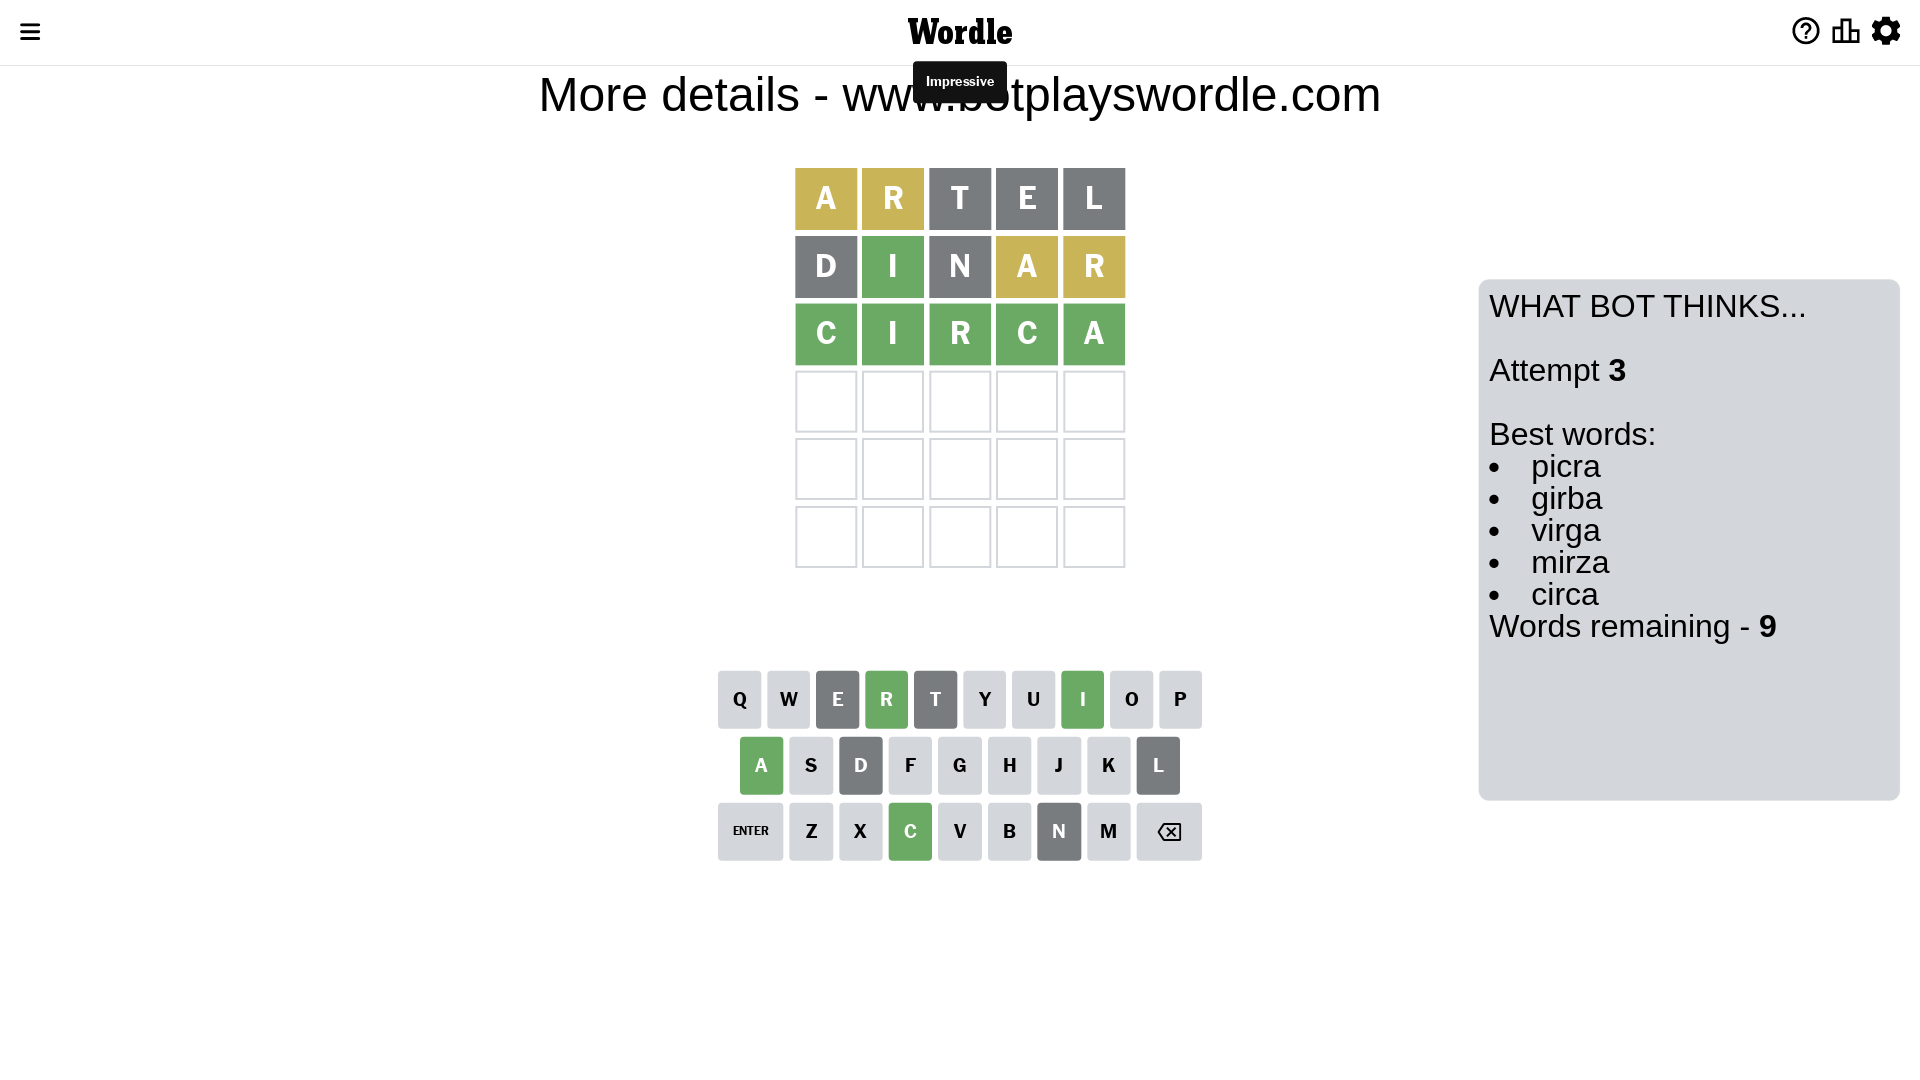 Wordle
Impressive
More details - www.botplayswordle.com
A R T E L
D I N A R
C I R C A
WHAT BOT THINKS...
Attempt 3
Best words:
• picra
• girba
• virga
• mirza
• circa
Words remaining - 9
Q W E R T Y U I O P
A S D F G H J K L
ENTER Z X C V B N M